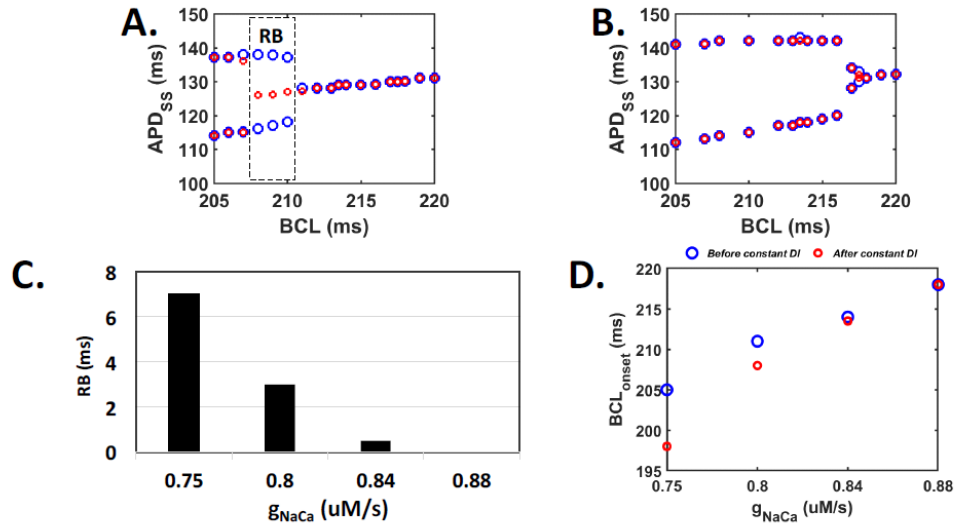 A.
RB
150
140
130
120
110
100
APD_SS (ms)
205
210
215
220
BCL (ms)
B.
150
140
130
120
110
100
APD_SS (ms)
205
210
215
220
BCL (ms)
C.
8
6
4
2
0
RB (ms)
0.75
0.8
0.84
0.88
g_NaCa (uM/s)
D.
Before constant DI
After constant DI
220
215
210
205
200
195
BCL_onset (ms)
0.75
0.8
0.84
0.88
g_NaCa (uM/s)